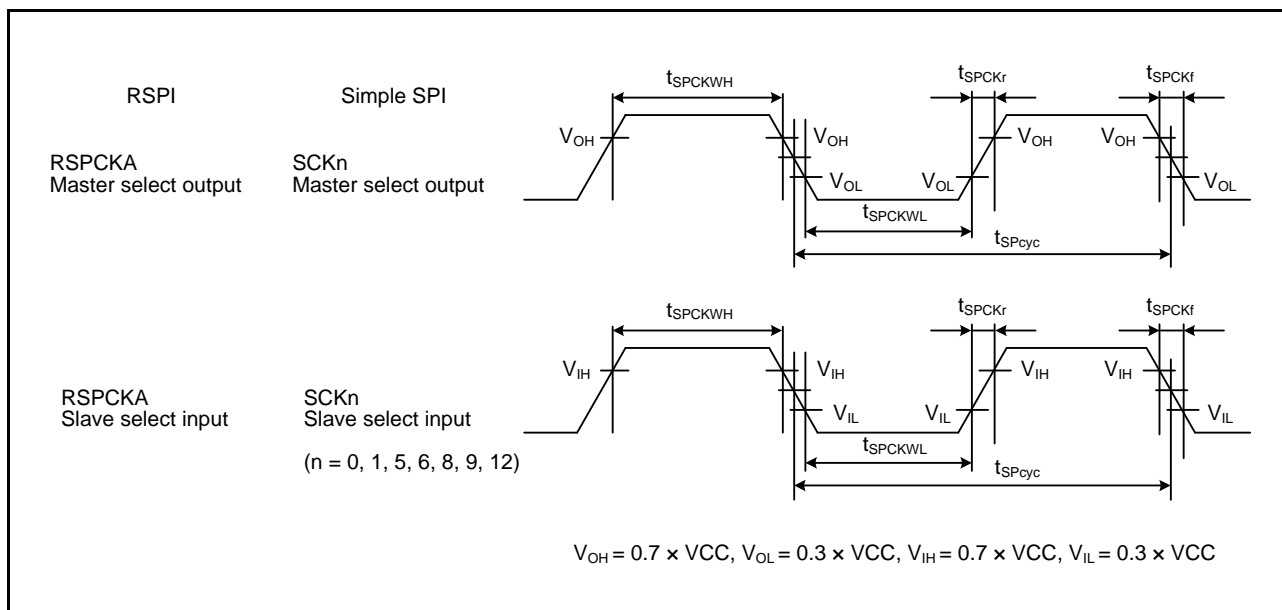 RSPI Simple SPI
tSPCKWH tSPCKr tSPCKf
VOH VOH VOH VOH
RSPCKA SCKn
Master select output Master select output
VOL VOL VOL
tSPCKWL
tSPcyc
tSPCKWH tSPCKr tSPCKf
VIH VIH VIH VIH
RSPCKA SCKn
Slave select input Slave select input
VIL VIL VIL
(n = 0, 1, 5, 6, 8, 9, 12)
tSPCKWL
tSPcyc
VOH = 0.7 × VCC, VOL = 0.3 × VCC, VIH = 0.7 × VCC, VIL = 0.3 × VCC